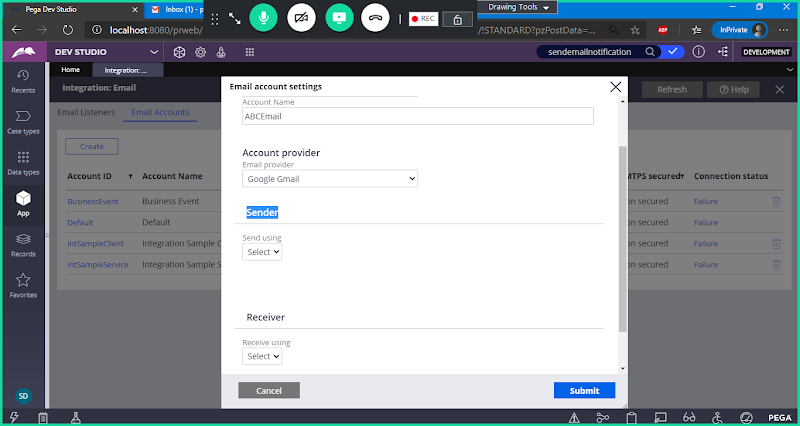 Pega Dev Studio
Inbox (1) - p
Drawing Tools
REC
localhost:8080/prweb/
/!STANDARD?pzPostData=...
ABP
InPrivate
DEV STUDIO
sendemailnotification
DEVELOPMENT
Recents
Case types
Data types
App
Records
Favorites
SD
Home
Integration: ...
Integration: Email
Refresh
Help
Email Listeners
Email Accounts
Create
Account ID
Account Name
MTPS secured
Connection status
BusinessEvent
Business Event
on secured
Failure
Default
Default
on secured
Failure
IntSampleClient
Integration Sample C
on secured
Failure
IntSampleService
Integration Sample S
on secured
Failure
Email account settings
Account Name
ABCEmail
Account provider
Email provider
Google Gmail
Sender
Send using
Select
Receiver
Receive using
Select
Cancel
Submit
PEGA